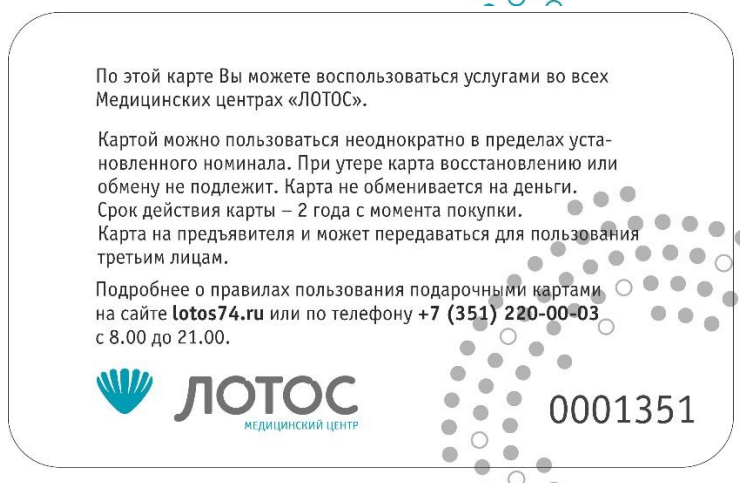 По этой карте Вы можете воспользоваться услугами во всех
Медицинских центрах «ЛОТОС».
Картой можно пользоваться неоднократно в пределах уста-
новленного номинала. При утере карта восстановлению или
обмену не подлежит. Карта не обменивается на деньги.
Срок действия карты – 2 года с момента покупки.
Карта на предъявителя и может передаваться для пользования
третьим лицам.
Подробнее о правилах пользования подарочными картами
на сайте lotos74.ru или по телефону +7 (351) 220-00-03
с 8.00 до 21.00.
ЛОТОС
МЕДИЦИНСКИЙ ЦЕНТР
0001351